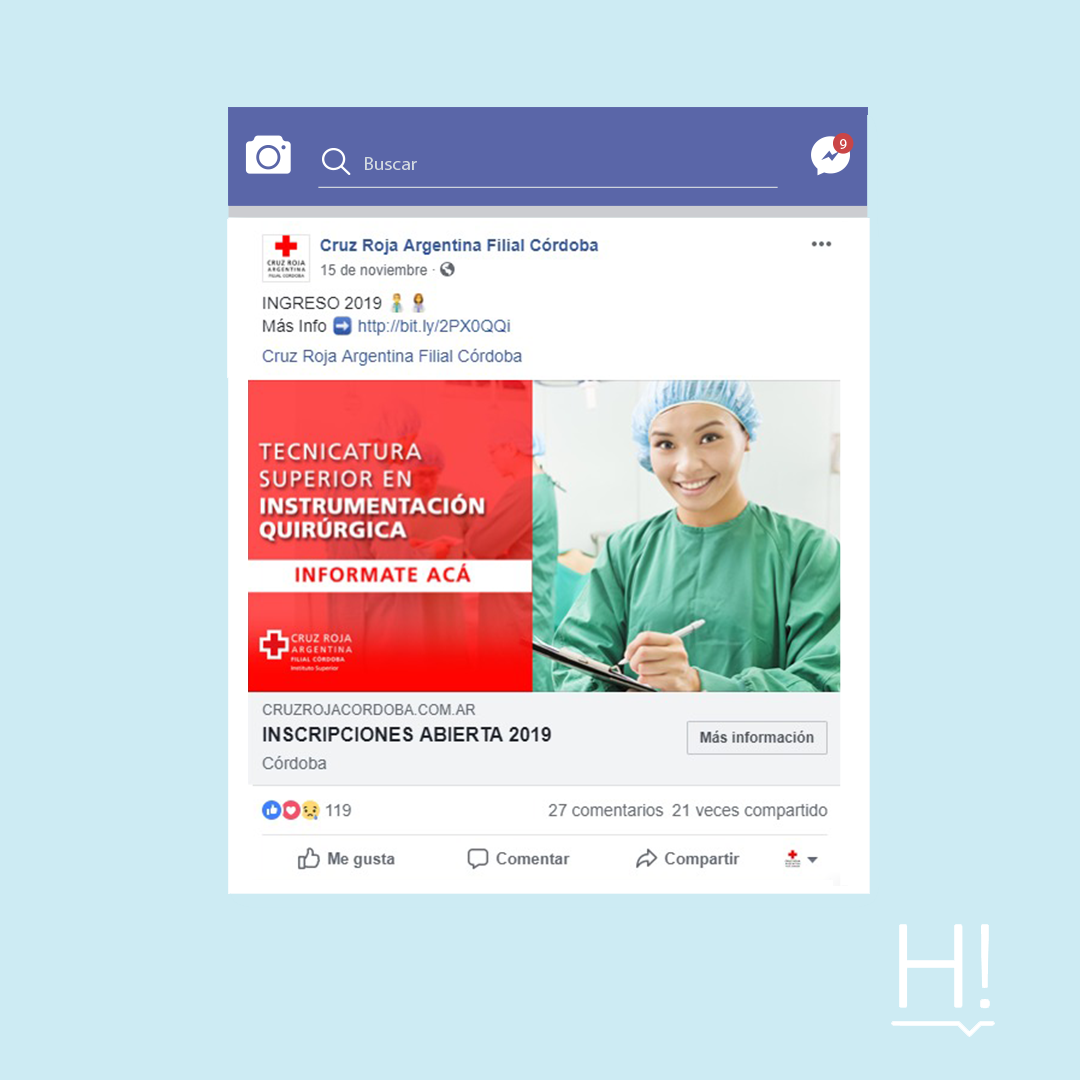 Buscar
9
CRUZ ROJA
ARGENTINA
FILIAL CÓRDOBA
Cruz Roja Argentina Filial Córdoba
15 de noviembre ·
INGRESO 2019
Más Info ➡ http://bit.ly/2PX0QQi
Cruz Roja Argentina Filial Córdoba
TECNICATURA
SUPERIOR EN
INSTRUMENTACIÓN
QUIRÚRGICA
INFORMATE ACÁ
CRUZ ROJA
ARGENTINA
FILIAL CÓRDOBA
Instituto Superior
CRUZROJACORDOBA.COM.AR
INSCRIPCIONES ABIERTA 2019
Córdoba
Más información
119
27 comentarios 21 veces compartido
Me gusta
Comentar
Compartir
H!